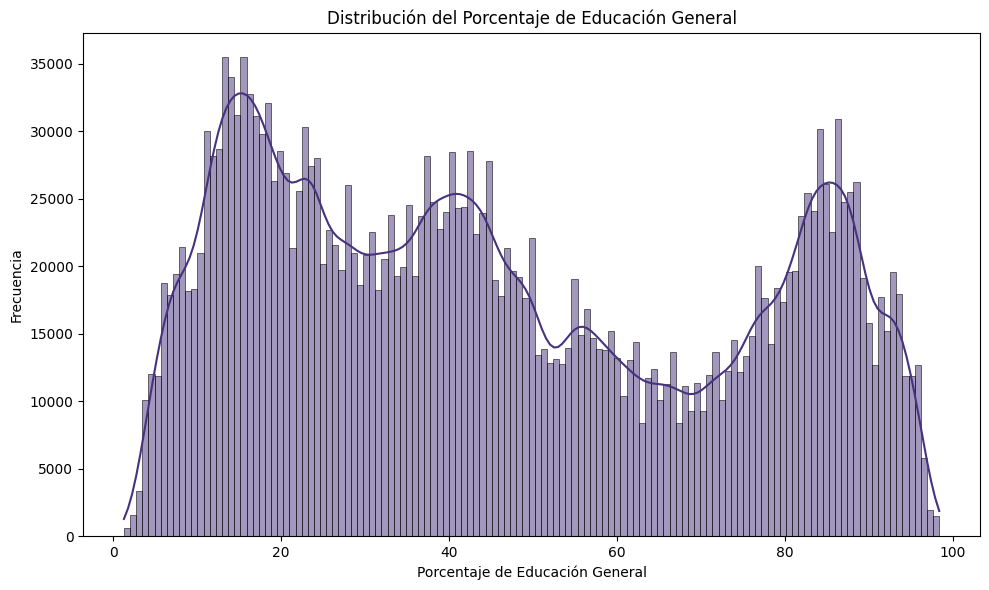 Distribución del Porcentaje de Educación General
Frecuencia
35000
30000
25000
20000
15000
10000
5000
0
0 20 40 60 80 100
Porcentaje de Educación General